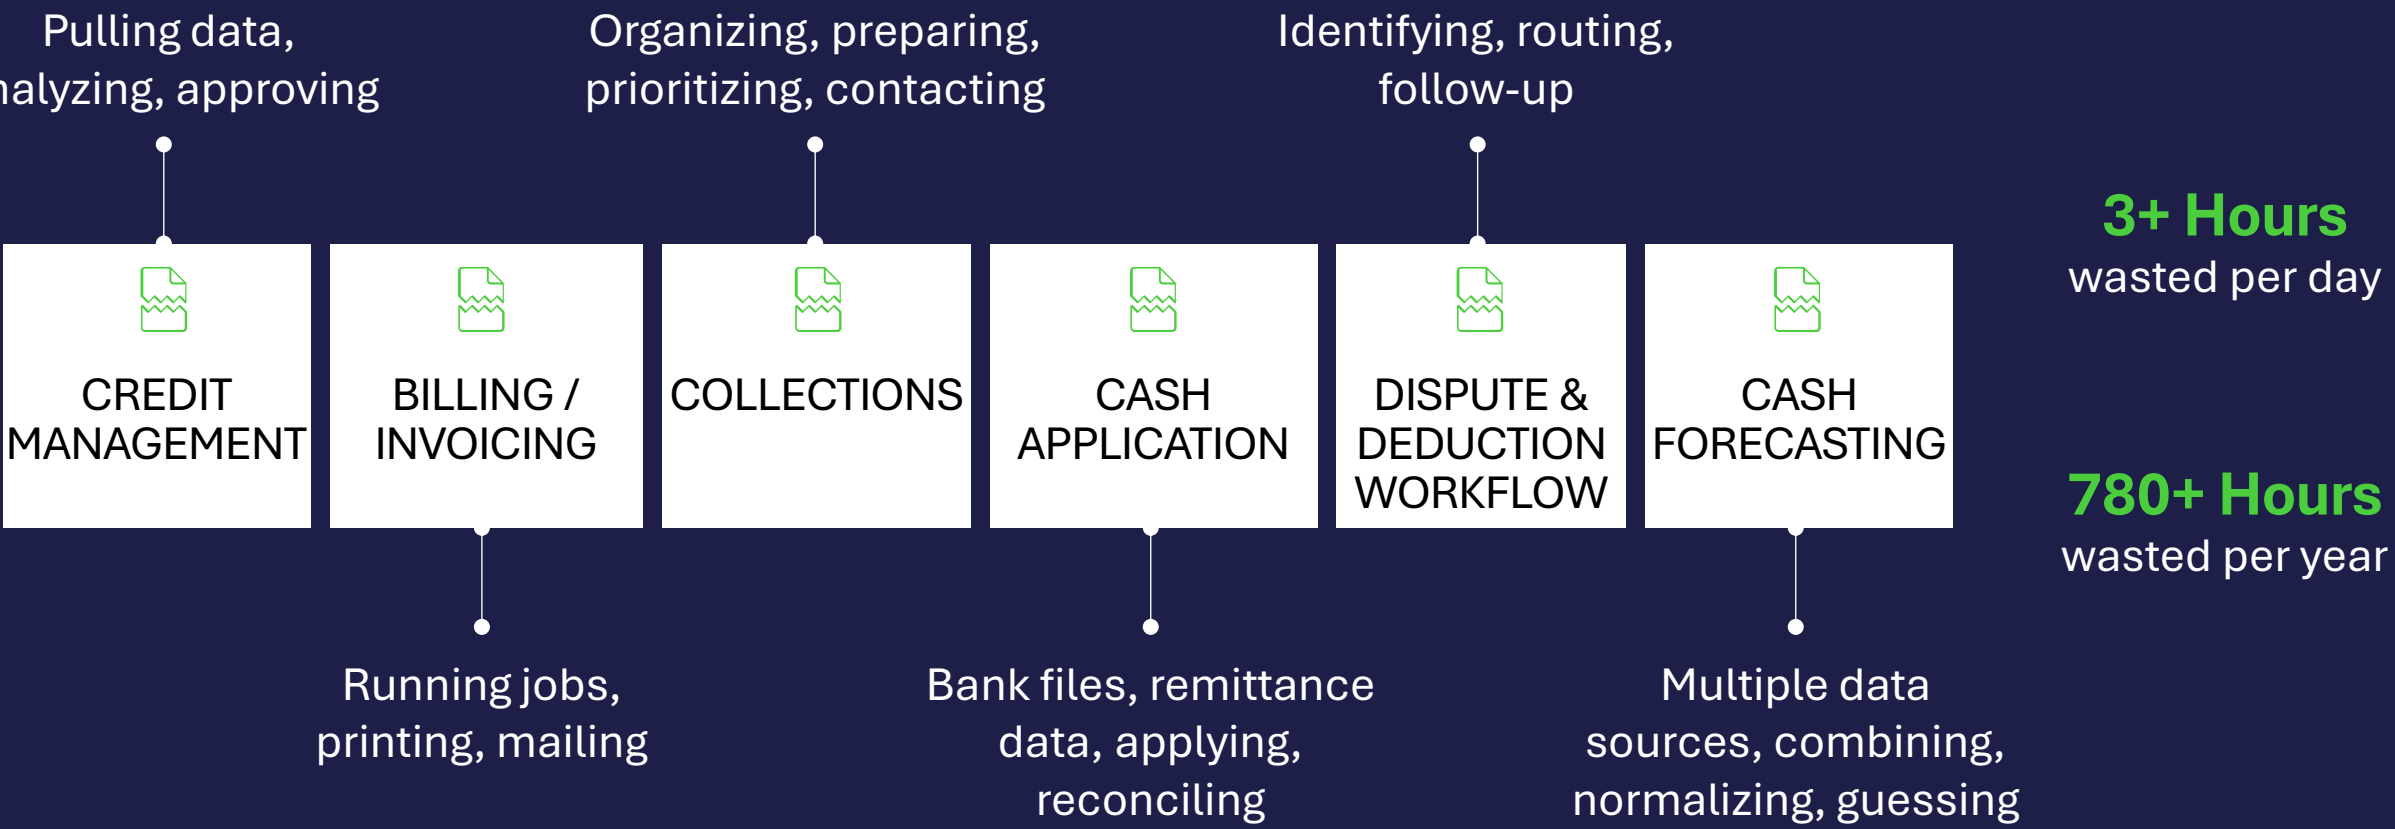 Pulling data,
nalyzing, approving
Organizing, preparing,
prioritizing, contacting
Identifying, routing,
follow-up
3+ Hours
wasted per day
CREDIT
MANAGEMENT
BILLING /
INVOICING
COLLECTIONS
CASH
APPLICATION
DISPUTE &
DEDUCTION
WORKFLOW
CASH
FORECASTING
780+ Hours
wasted per year
Running jobs,
printing, mailing
Bank files, remittance
data, applying,
reconciling
Multiple data
sources, combining,
normalizing, guessing